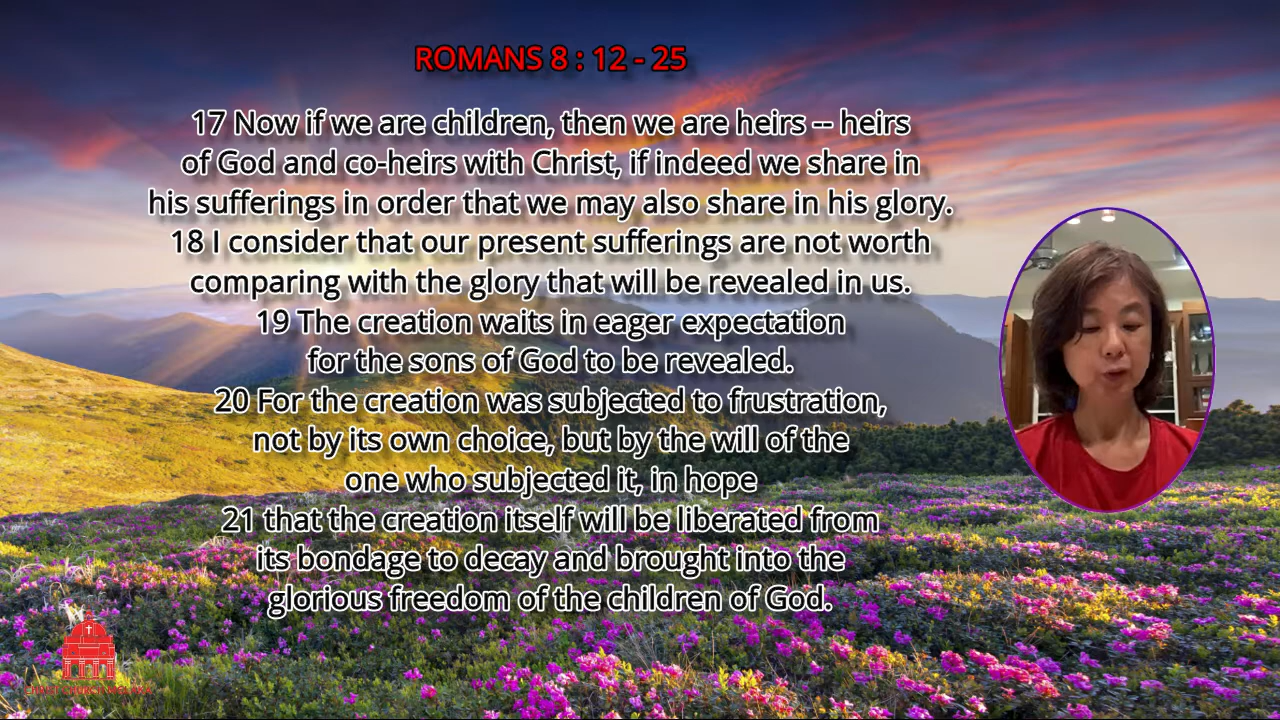 ROMANS 8 : 12 - 25
17 Now if we are children, then we are heirs -- heirs
of God and co-heirs with Christ, if indeed we share in
his sufferings in order that we may also share in his glory.
18 I consider that our present sufferings are not worth
comparing with the glory that will be revealed in us.
19 The creation waits in eager expectation
for the sons of God to be revealed.
20 For the creation was subjected to frustration,
not by its own choice, but by the will of the
one who subjected it, in hope
21 that the creation itself will be liberated from
its bondage to decay and brought into the
glorious freedom of the children of God.
CHRIST CHURCH MELAKA